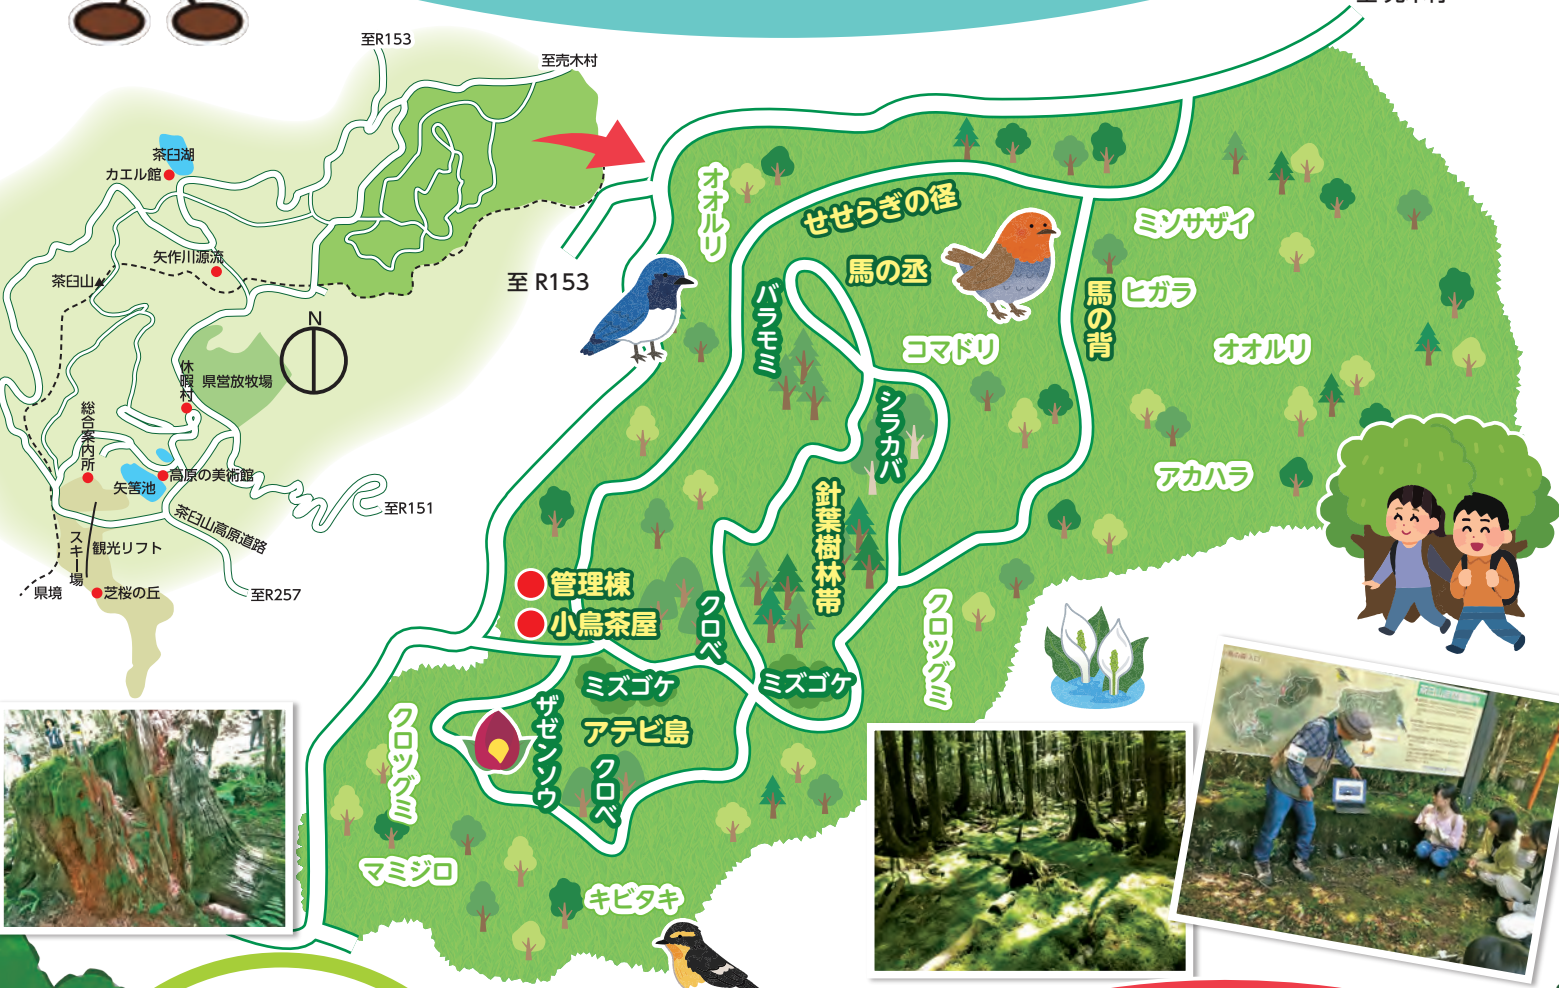 至R153
至売木村
茶臼湖
カエル館
矢作川源流
茶臼山▲
N
休暇村
県営放牧場
総合案内所
高原の美術館
矢筈池
至R151
茶臼山高原道路
スキー場
観光リフト
県境
芝桜の丘
至R257
至 R153
オオルリ
せせらぎの径
馬の丞
バラモミ
コマドリ
馬の背
ミソサザイ
ヒガラ
オオルリ
シラカバ
アカハラ
針葉樹林帯
管理棟
小鳥茶屋
クロベ
クロツグミ
ミズゴケ
ミズゴケ
ザゼンソウ
アテビ島
クロベ
クロツグミ
マミジロ
キビタキ